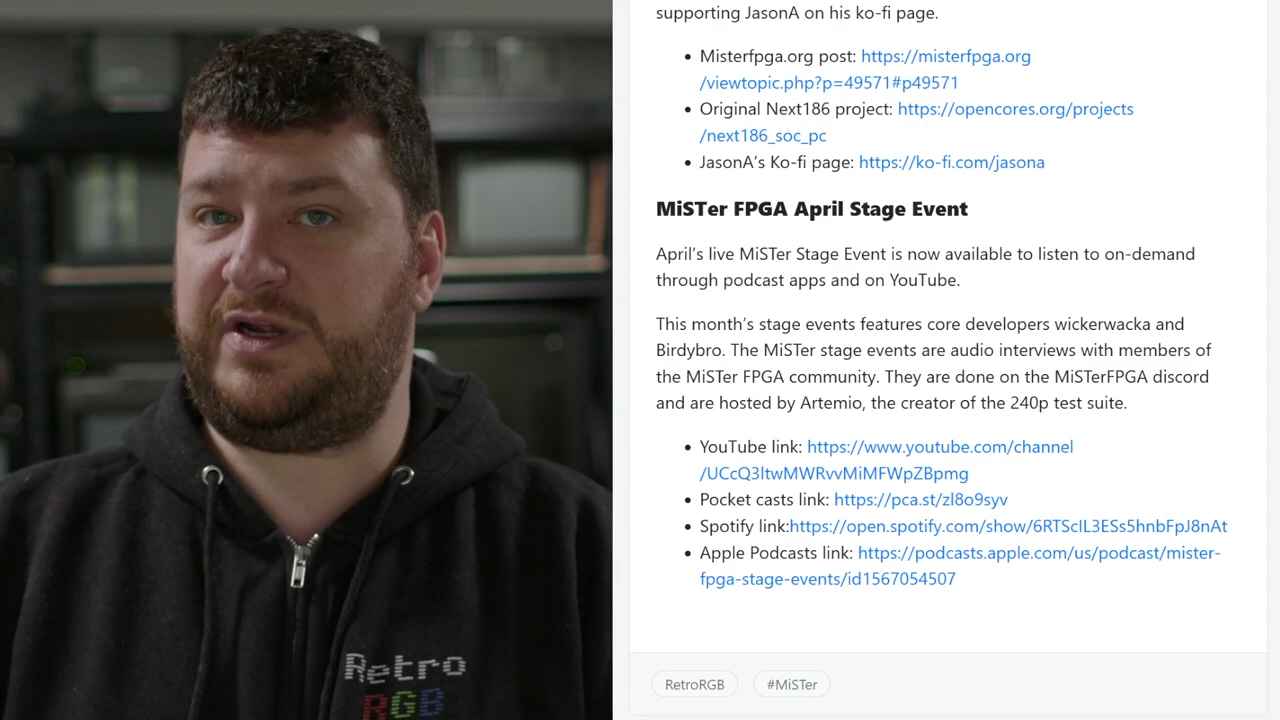 supporting JasonA on his ko-fi page.
• Misterfpga.org post: https://misterfpga.org
/viewtopic.php?p=49571#p49571
• Original Next186 project: https://opencores.org/projects
/next186_soc_pc
• JasonA’s Ko-fi page: https://ko-fi.com/jasona
MiSTer FPGA April Stage Event
April’s live MiSTer Stage Event is now available to listen to on-demand
through podcast apps and on YouTube.
This month’s stage events features core developers wickerwacka and
Birdybro. The MiSTer stage events are audio interviews with members of
the MiSTer FPGA community. They are done on the MiSTerFPGA discord
and are hosted by Artemio, the creator of the 240p test suite.
• YouTube link: https://www.youtube.com/channel
/UCcQ3ltwMWRvvMiMFWpZBpmg
• Pocket casts link: https://pca.st/zl8o9syv
• Spotify link:https://open.spotify.com/show/6RTScIL3ESs5hnbFpJ8nAt
• Apple Podcasts link: https://podcasts.apple.com/us/podcast/mister-
fpga-stage-events/id1567054507
RetroRGB #MiSTer
Retro
RGB